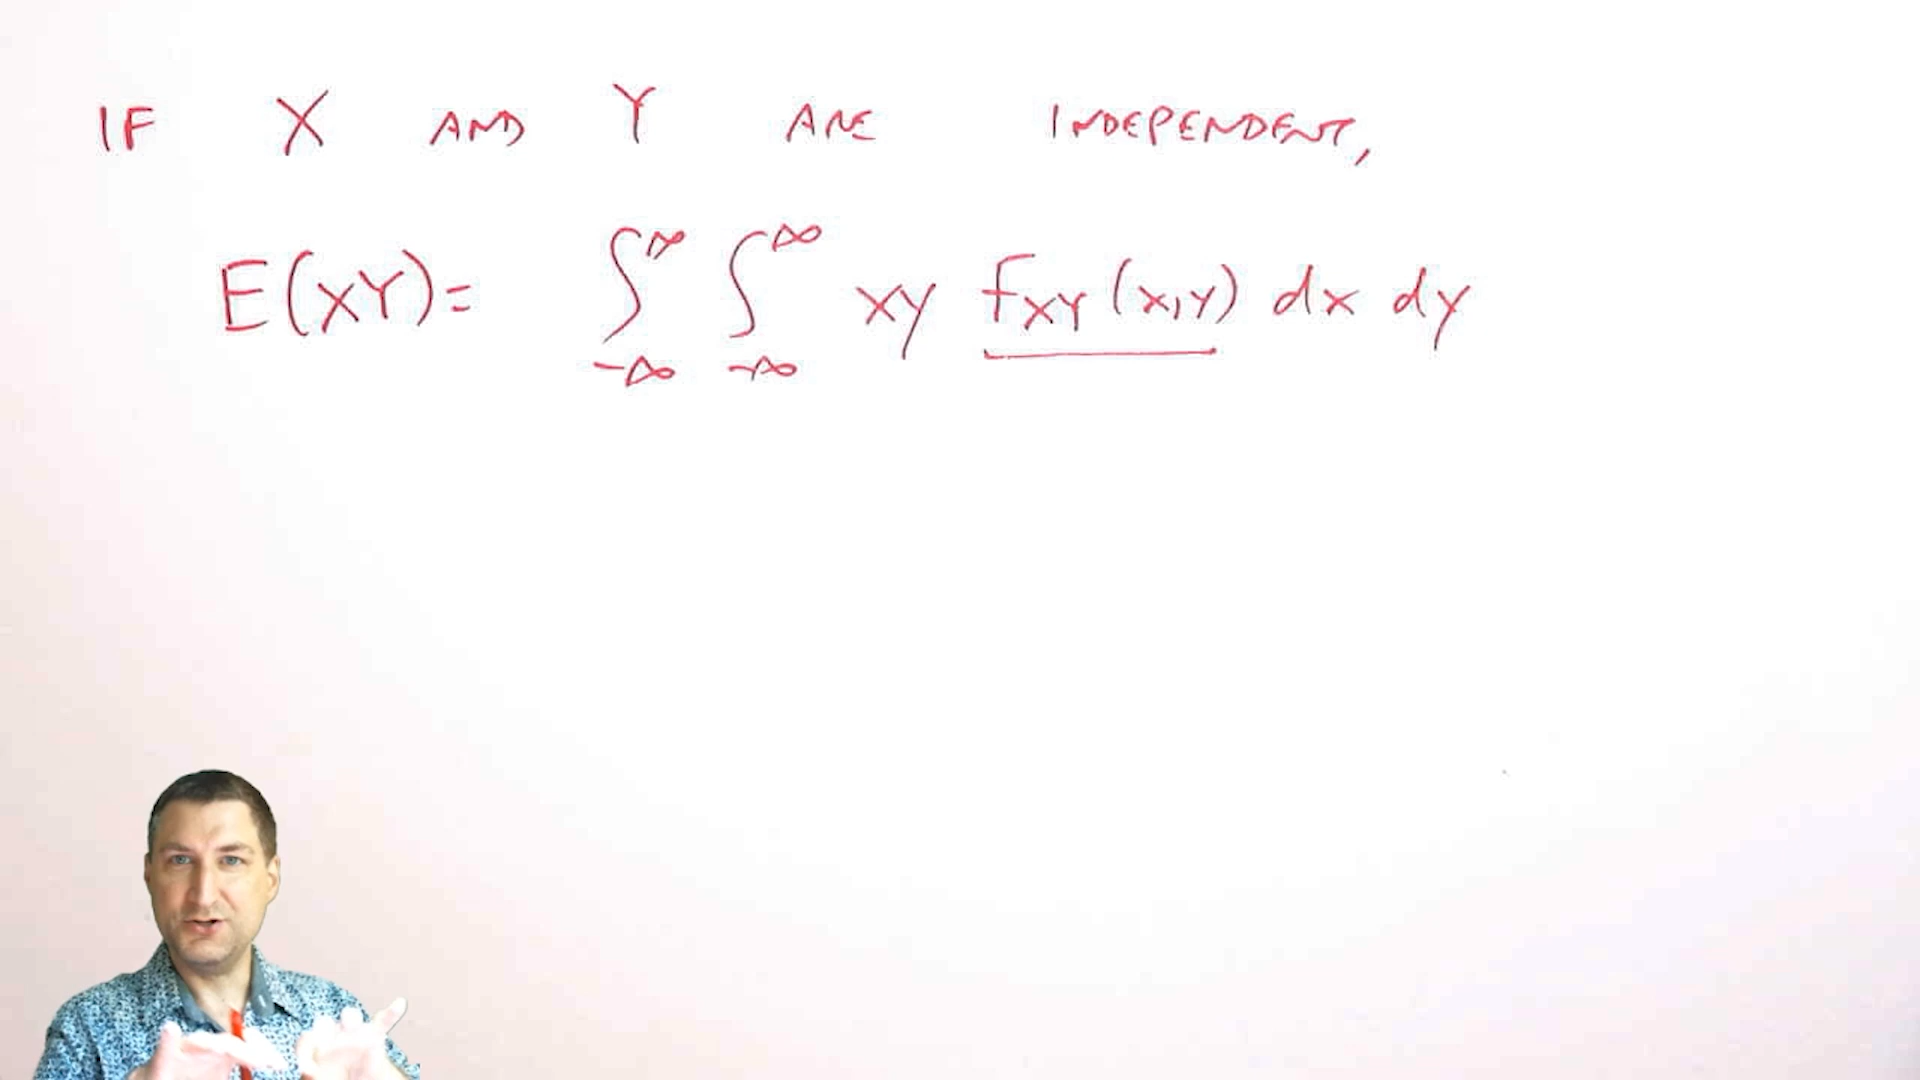 IF X AND Y ARE INDEPENDENT,
E(XY) = ∫_{-∞}^{∞} ∫_{-∞}^{∞} xy f_{XY}(x,y) dx dy